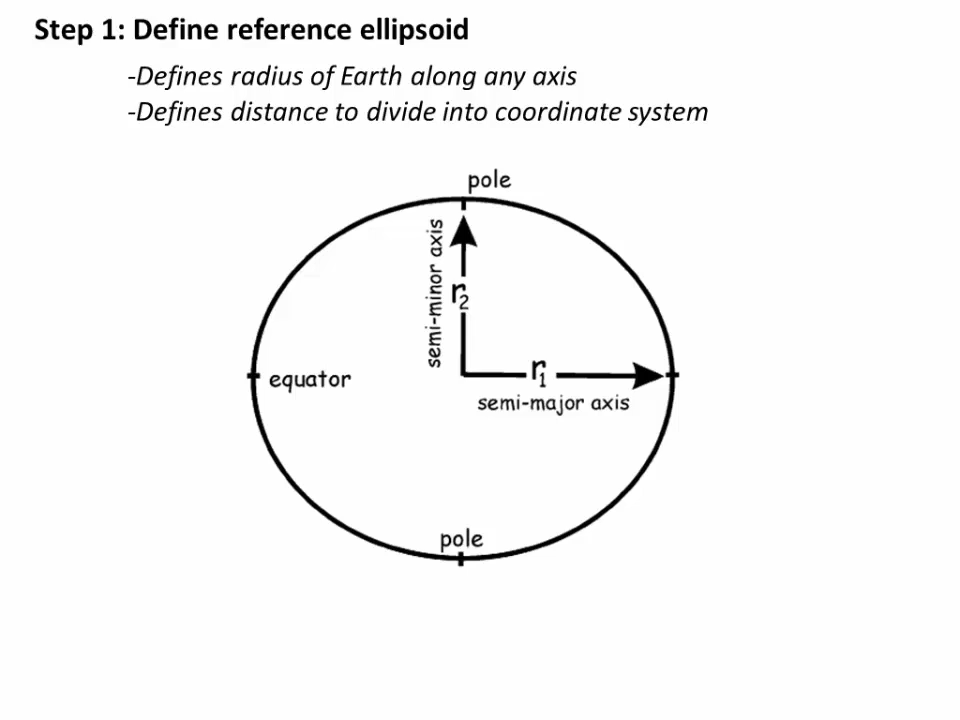 Step 1: Define reference ellipsoid
-Defines radius of Earth along any axis
-Defines distance to divide into coordinate system
pole
semi-minor axis
r2
equator
r1
semi-major axis
pole